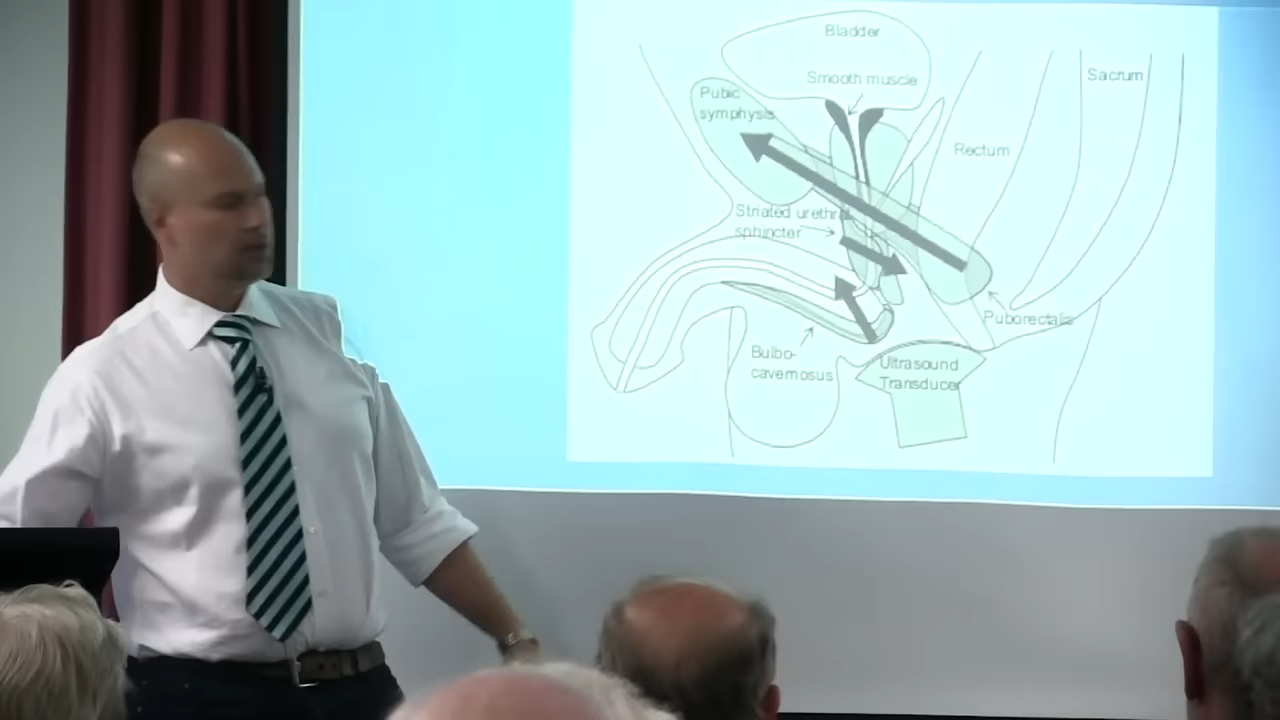 Bladder
Smooth muscle
Sacrum
Pubic
symphysis
Rectum
Striated urethral
sphincter
Puborectalis
Bulbo-
cavernosus
Ultrasound
Transducer